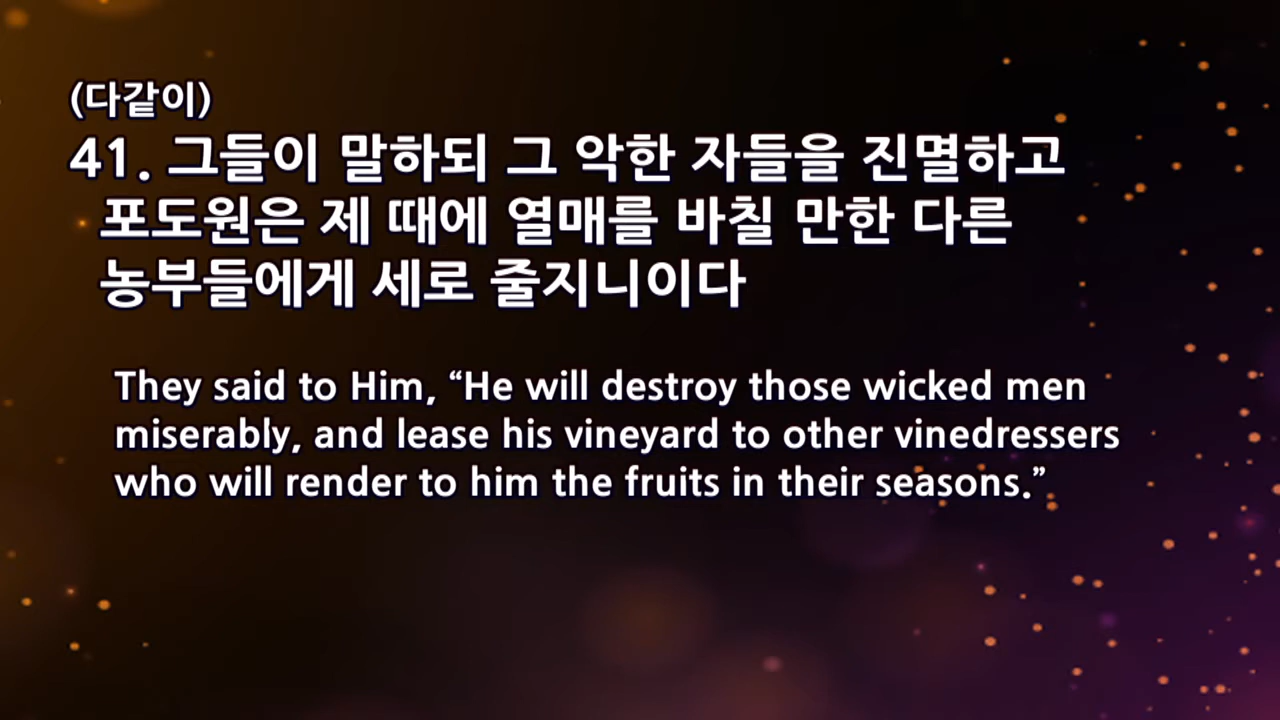 (다같이)
41. 그들이 말하되 그 악한 자들을 진멸하고
포도원은 제 때에 열매를 바칠 만한 다른
농부들에게 세로 줄지니이다
They said to Him, “He will destroy those wicked men
miserably, and lease his vineyard to other vinedressers
who will render to him the fruits in their seasons.”